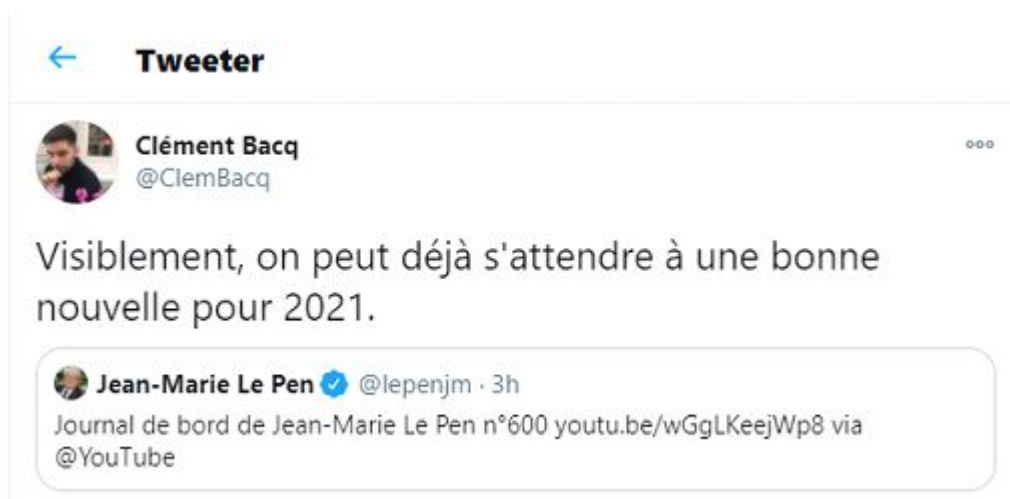 Tweeter
Clément Bacq
@ClemBacq
Visiblement, on peut déjà s'attendre à une bonne
nouvelle pour 2021.
Jean-Marie Le Pen @lepenjm · 3h
Journal de bord de Jean-Marie Le Pen n°600 youtu.be/wGgLKeejWp8 via
@YouTube